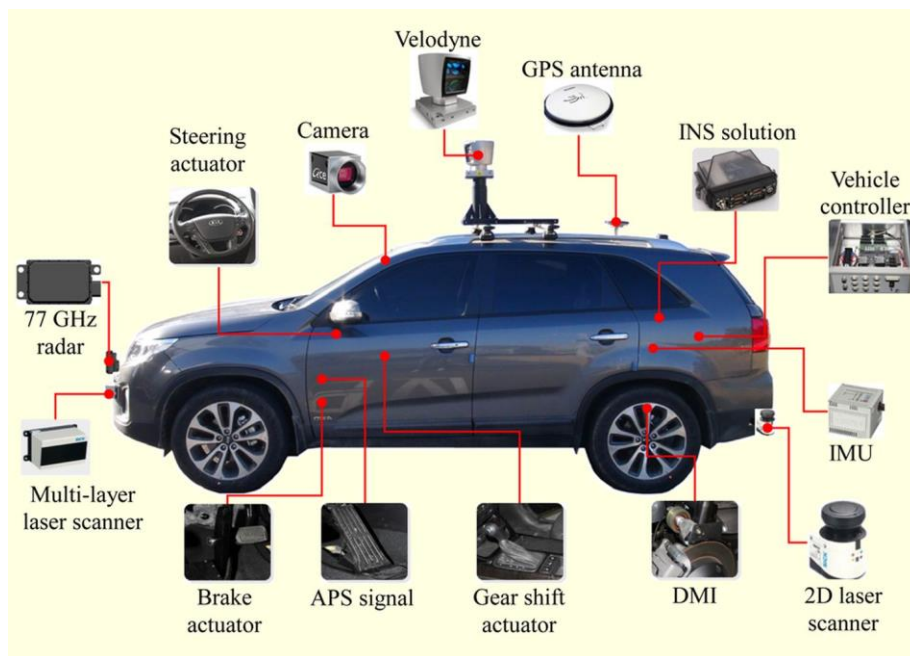 Velodyne
GPS antenna
Camera
Steering
actuator
INS solution
Vehicle
controller
77 GHz
radar
IMU
Multi-layer
laser scanner
Brake
actuator
APS signal
Gear shift
actuator
DMI
2D laser
scanner